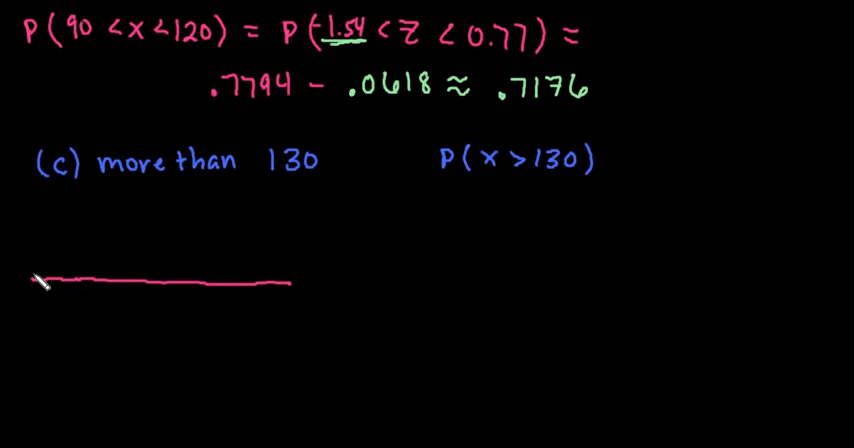 P(90 < x < 120) = P(-1.54 < Z < 0.77) =
.7794 - .0618 ≈ .7176
(c) more than 130 P(x > 130)